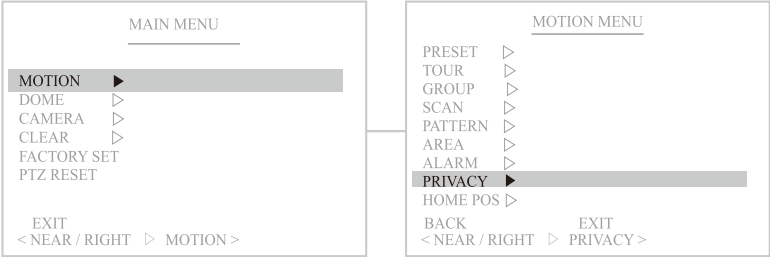 MAIN MENU
MOTION ▶
DOME ▷
CAMERA ▷
CLEAR ▷
FACTORY SET
PTZ RESET
EXIT
< NEAR / RIGHT ▷ MOTION >
MOTION MENU
PRESET ▷
TOUR ▷
GROUP ▷
SCAN ▷
PATTERN ▷
AREA ▷
ALARM ▷
PRIVACY ▶
HOME POS ▷
BACK EXIT
< NEAR / RIGHT ▷ PRIVACY >